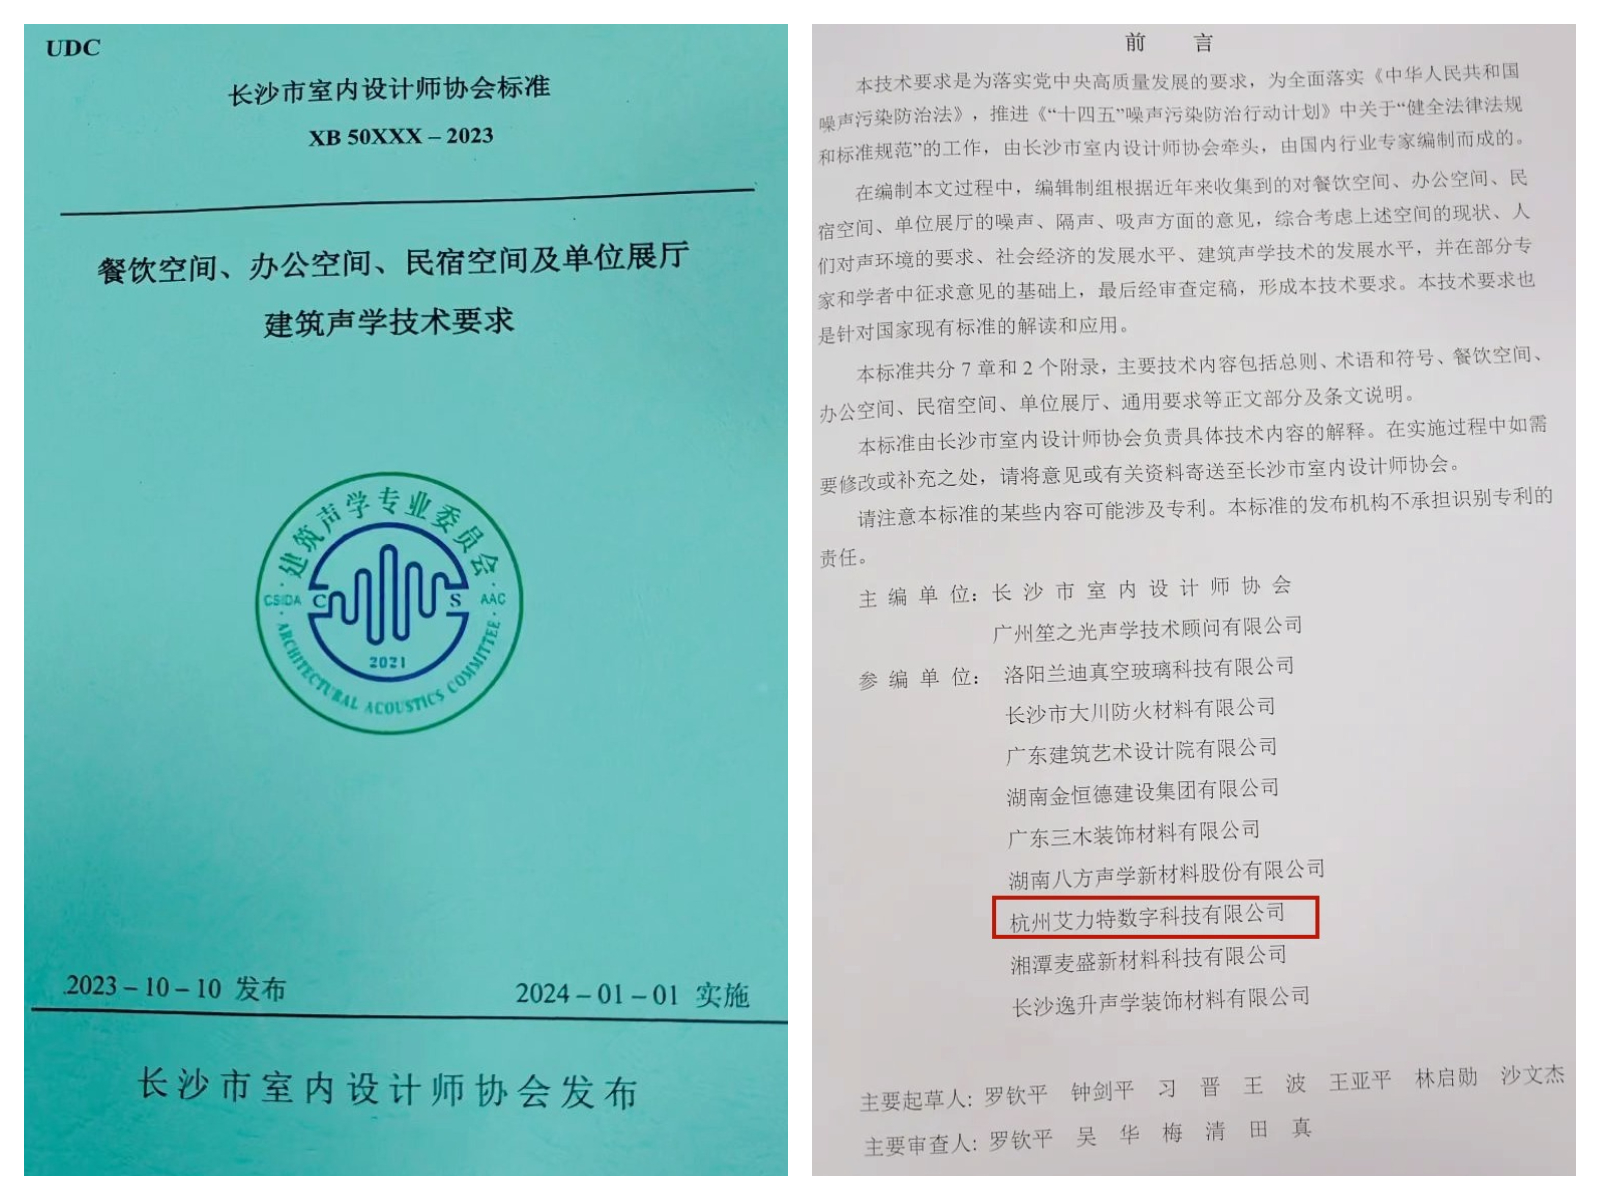 UDC
长沙市室内设计师协会标准
XB 50XXX – 2023
餐饮空间、办公空间、民宿空间及单位展厅
建筑声学技术要求
·建筑声学专业委员会·
CSIDA C S AAC
2021
ARCHITECTURAL ACOUSTICS COMMITTEE
2023 – 10 – 10 发布 2024 – 01 – 01 实施
长沙市室内设计师协会发布
前 言
本技术要求是为落实党中央高质量发展的要求，为全面落实《中华人民共和国
噪声污染防治法》，推进《“十四五”噪声污染防治行动计划》中关于“健全法律法规
和标准规范”的工作，由长沙市室内设计师协会牵头，由国内行业专家编制而成的。
在编制本文过程中，编辑制组根据近年来收集到的对餐饮空间、办公空间、民
宿空间、单位展厅的噪声、隔声、吸声方面的意见，综合考虑上述空间的现状、人
们对声环境的要求、社会经济的发展水平、建筑声学技术的发展水平，并在部分专
家和学者中征求意见的基础上，最后经审查定稿，形成本技术要求。本技术要求也
是针对国家现有标准的解读和应用。
本标准共分 7 章和 2 个附录，主要技术内容包括总则、术语和符号、餐饮空间、
办公空间、民宿空间、单位展厅、通用要求等正文部分及条文说明。
本标准由长沙市室内设计师协会负责具体技术内容的解释。在实施过程中如需
要修改或补充之处，请将意见或有关资料寄送至长沙市室内设计师协会。
请注意本标准的某些内容可能涉及专利。本标准的发布机构不承担识别专利的
责任。
主 编 单 位：长 沙 市 室 内 设 计 师 协 会
广州笙之光声学技术顾问有限公司
参 编 单 位： 洛阳兰迪真空玻璃科技有限公司
长沙市大川防火材料有限公司
广东建筑艺术设计院有限公司
湖南金恒德建设集团有限公司
广东三木装饰材料有限公司
湖南八方声学新材料股份有限公司
杭州艾力特数字科技有限公司
湘潭麦盛新材料科技有限公司
长沙逸升声学装饰材料有限公司
主要起草人: 罗钦平 钟剑平 习 晋 王 波 王亚平 林启勋 沙文杰
主要审查人: 罗钦平 吴 华 梅 清 田 真